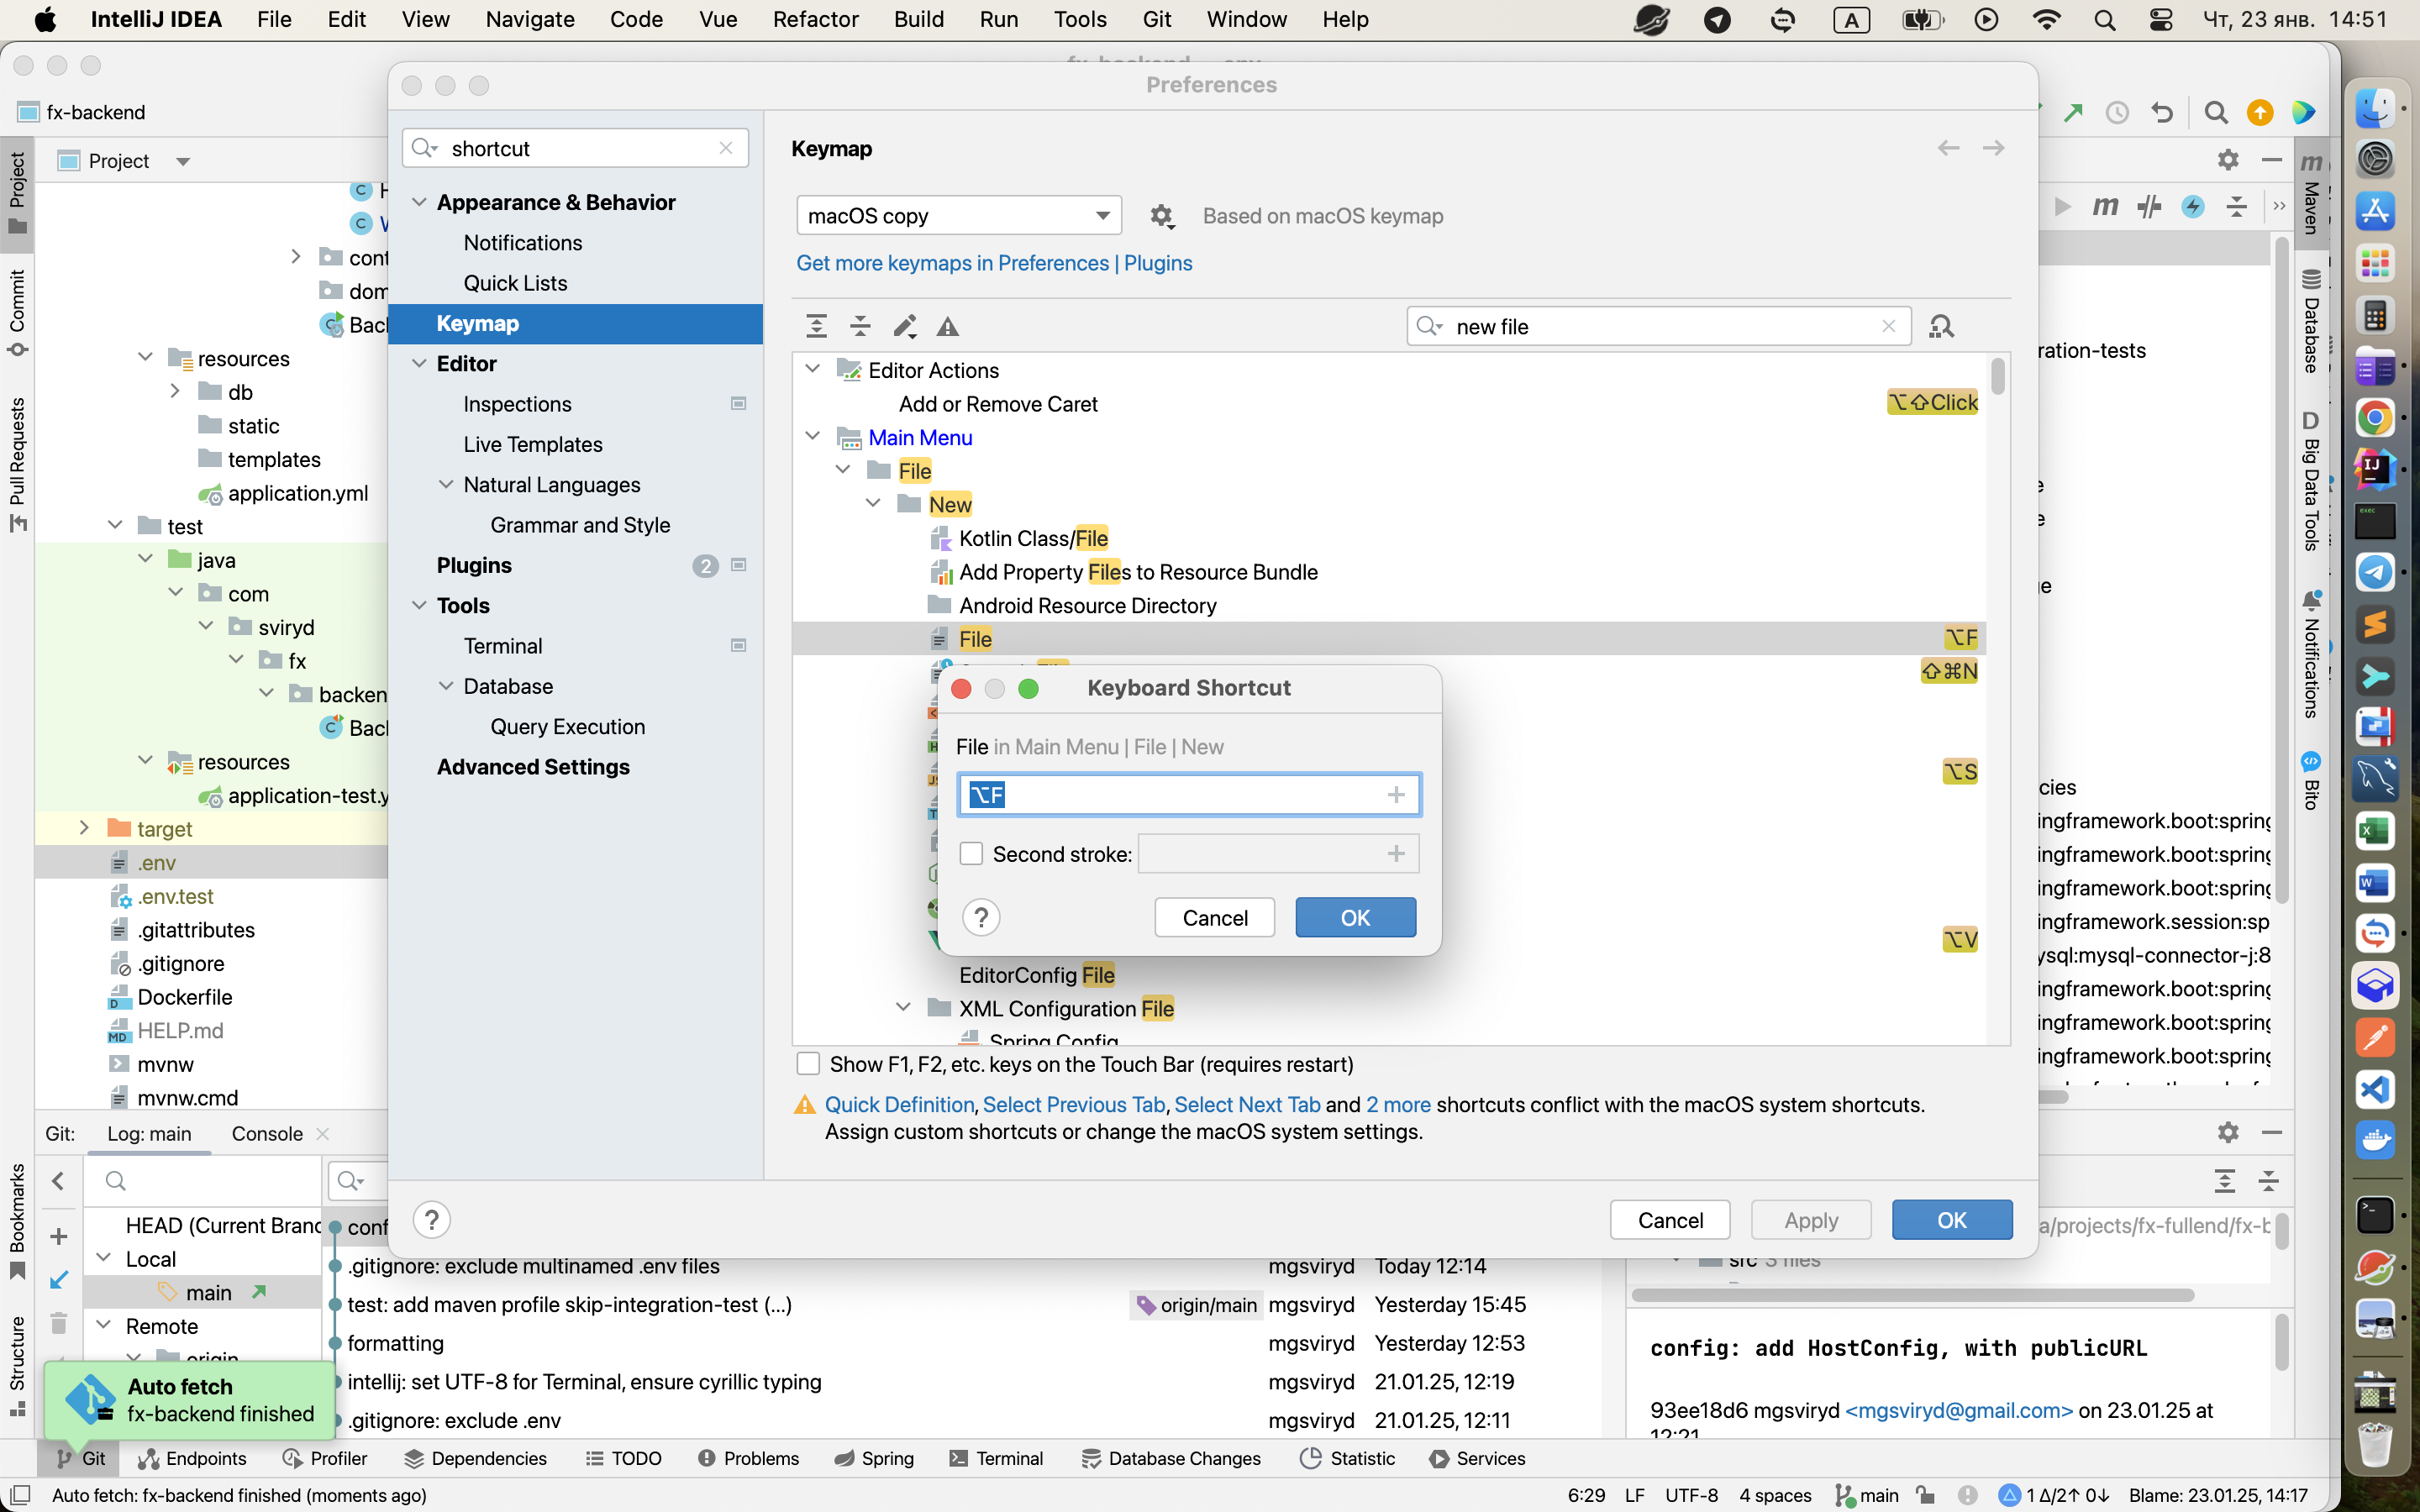 IntelliJ IDEA File Edit View Navigate Code Vue Refactor Build Run Tools Git Window Help A Чт, 23 янв. 14:51
fx-backend
Project
Preferences
shortcut
Appearance & Behavior
Notifications
Quick Lists
Keymap
Editor
Inspections
Live Templates
Natural Languages
Grammar and Style
Plugins 2
Tools
Terminal
Database
Query Execution
Advanced Settings
Keymap
macOS copy Based on macOS keymap
Get more keymaps in Preferences | Plugins
new file
Editor Actions
Add or Remove Caret ⌥⇧Click
Main Menu
File
New
Kotlin Class/File
Add Property Files to Resource Bundle
Android Resource Directory
File ⌥F
⇧⌘N
⌥S
⌥V
EditorConfig File
XML Configuration File
Spring Config
Keyboard Shortcut
File in Main Menu | File | New
⌥F
Second stroke:
? Cancel OK
Show F1, F2, etc. keys on the Touch Bar (requires restart)
Quick Definition, Select Previous Tab, Select Next Tab and 2 more shortcuts conflict with the macOS system shortcuts.
Assign custom shortcuts or change the macOS system settings.
? Cancel Apply OK
Project
Commit
Pull Requests
Bookmarks
Structure
cont
dom
Bacl
resources
db
static
templates
application.yml
test
java
com
sviryd
fx
backen
Bacl
resources
application-test.y
target
.env
.env.test
.gitattributes
.gitignore
Dockerfile
HELP.md
mvnw
mvnw.cmd
m
Maven
Database
D Big Data Tools
Notifications
Bito
ration-tests
cies
ingframework.boot:spring
ingframework.boot:spring
ingframework.boot:spring
ingframework.session:sp
ysql:mysql-connector-j:8
ingframework.boot:spring
ingframework.boot:spring
ingframework.boot:spring
Git: Log: main Console
HEAD (Current Branc
Local
main
Remote
origin
conf
.gitignore: exclude multinamed .env files mgsviryd Today 12:14
test: add maven profile skip-integration-test (...) origin/main mgsviryd Yesterday 15:45
formatting mgsviryd Yesterday 12:53
intellij: set UTF-8 for Terminal, ensure cyrillic typing mgsviryd 21.01.25, 12:19
.gitignore: exclude .env mgsviryd 21.01.25, 12:11
a/projects/fx-fullend/fx-b
src 3 files
config: add HostConfig, with publicURL
93ee18d6 mgsviryd <mgsviryd@gmail.com> on 23.01.25 at
12:21
Auto fetch
fx-backend finished
Git Endpoints Profiler Dependencies TODO Problems Spring Terminal Database Changes Statistic Services
Auto fetch: fx-backend finished (moments ago) 6:29 LF UTF-8 4 spaces main 1 Δ/2↑ 0↓ Blame: 23.01.25, 14:17